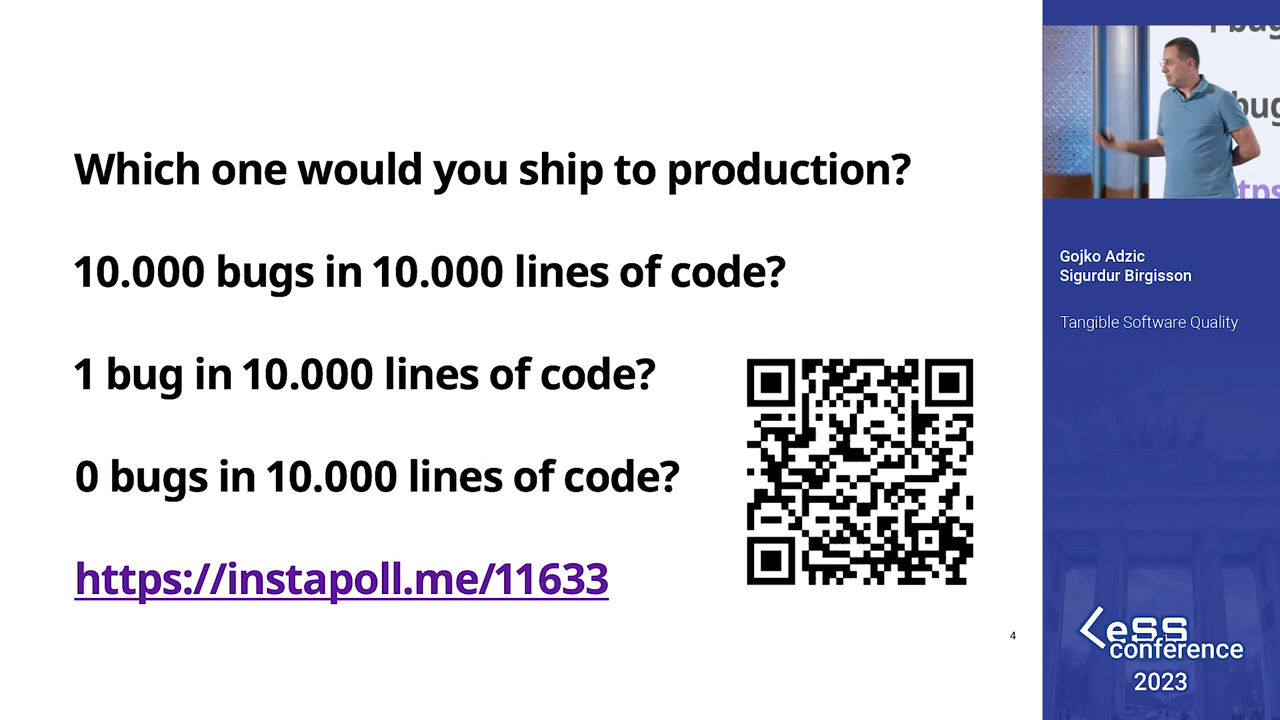 Which one would you ship to production?
10.000 bugs in 10.000 lines of code?
1 bug in 10.000 lines of code?
0 bugs in 10.000 lines of code?
https://instapoll.me/11633
4
bug
tps
Gojko Adzic
Sigurdur Birgisson
Tangible Software Quality
LeSS
conference
2023